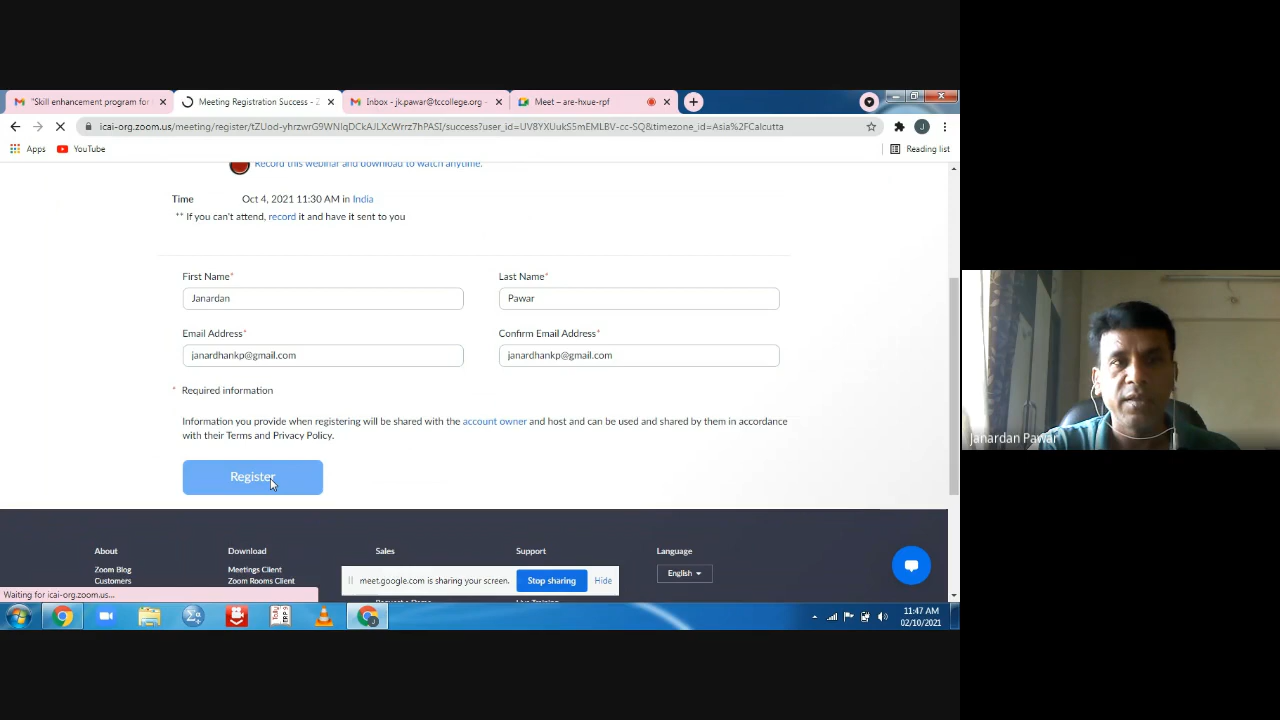 "Skill enhancement program for
Meeting Registration Success - Z
Inbox - jk.pawar@tccollege.org -
Meet – are-hxue-rpf
icai-org.zoom.us/meeting/register/tZUod-yhrzwrG9WNIqDCkAJLXcWrrz7hPASI/success?user_id=UV8YXUukS5mEMLBV-cc-SQ&timezone_id=Asia%2FCalcutta
Apps
YouTube
Reading list
Record this webinar and download to watch anytime.
Time Oct 4, 2021 11:30 AM in India
** If you can't attend, record it and have it sent to you
First Name* Last Name*
Janardan Pawar
Email Address* Confirm Email Address*
janardhankp@gmail.com janardhankp@gmail.com
* Required information
Information you provide when registering will be shared with the account owner and host and can be used and shared by them in accordance
with their Terms and Privacy Policy.
Register
Janardan Pawar
About Download Sales Support Language
Zoom Blog Meetings Client
Customers Zoom Rooms Client
English
meet.google.com is sharing your screen. Stop sharing Hide
Waiting for icai-org.zoom.us...
11:47 AM
02/10/2021